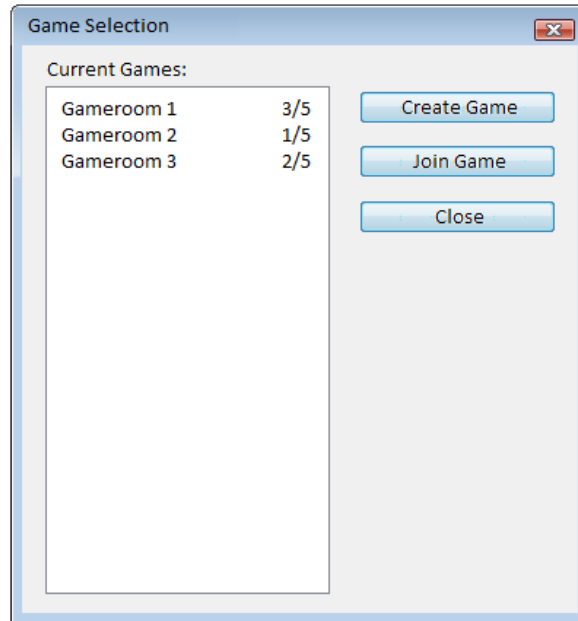 Game Selection
Current Games:
Gameroom 1 3/5
Gameroom 2 1/5
Gameroom 3 2/5
Create Game
Join Game
Close